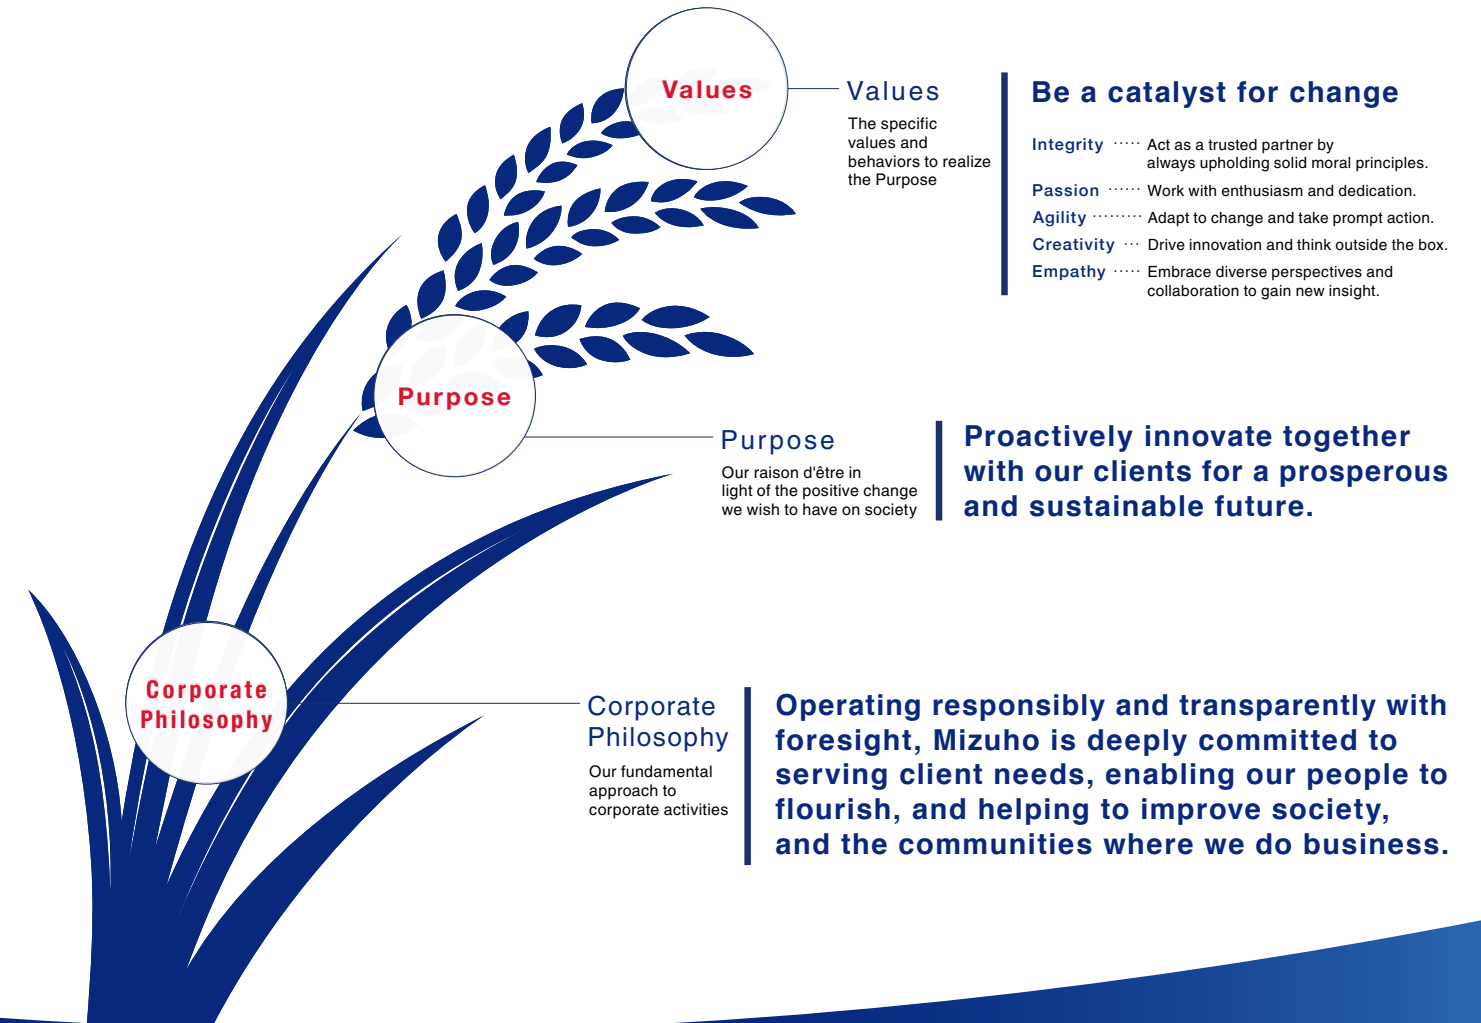 Values
Values
The specific
values and
behaviors to realize
the Purpose
Be a catalyst for change
Integrity ····· Act as a trusted partner by
always upholding solid moral principles.
Passion ······ Work with enthusiasm and dedication.
Agility ········· Adapt to change and take prompt action.
Creativity ··· Drive innovation and think outside the box.
Empathy ····· Embrace diverse perspectives and
collaboration to gain new insight.
Purpose
Purpose
Our raison d'être in
light of the positive change
we wish to have on society
Proactively innovate together
with our clients for a prosperous
and sustainable future.
Corporate
Philosophy
Corporate
Philosophy
Our fundamental
approach to
corporate activities
Operating responsibly and transparently with
foresight, Mizuho is deeply committed to
serving client needs, enabling our people to
flourish, and helping to improve society,
and the communities where we do business.